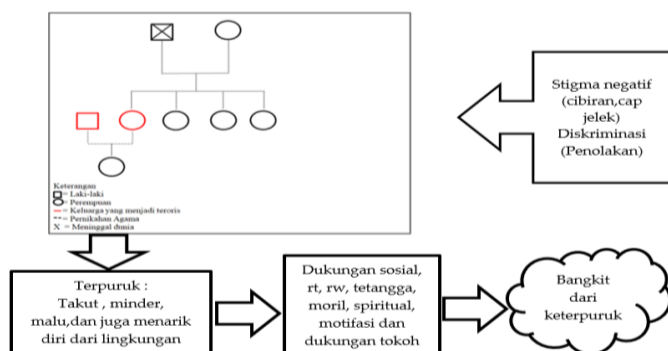 Stigma negatif
(cibiran,cap
jelek)
Diskriminasi
(Penolakan)
Keterangan
= Laki-laki
= Perempuan
= Keluarga yang menjadi teroris
= Pernikahan Agama
X = Meninggal dunia
Terpuruk :
Takut , minder,
malu,dan juga menarik
diri dari lingkungan
Dukungan sosial,
rt, rw, tetangga,
moril, spiritual,
motifasi dan
dukungan tokoh
Bangkit
dari
keterpuruk